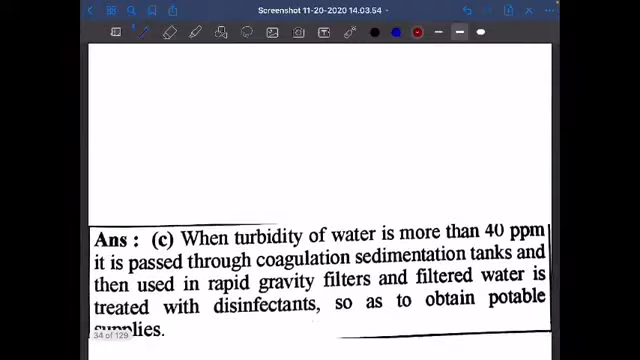 Screenshot 11-20-2020 14.03.54
Ans : (c) When turbidity of water is more than 40 ppm
it is passed through coagulation sedimentation tanks and
then used in rapid gravity filters and filtered water is
treated with disinfectants, so as to obtain potable
supplies.
34 of 129